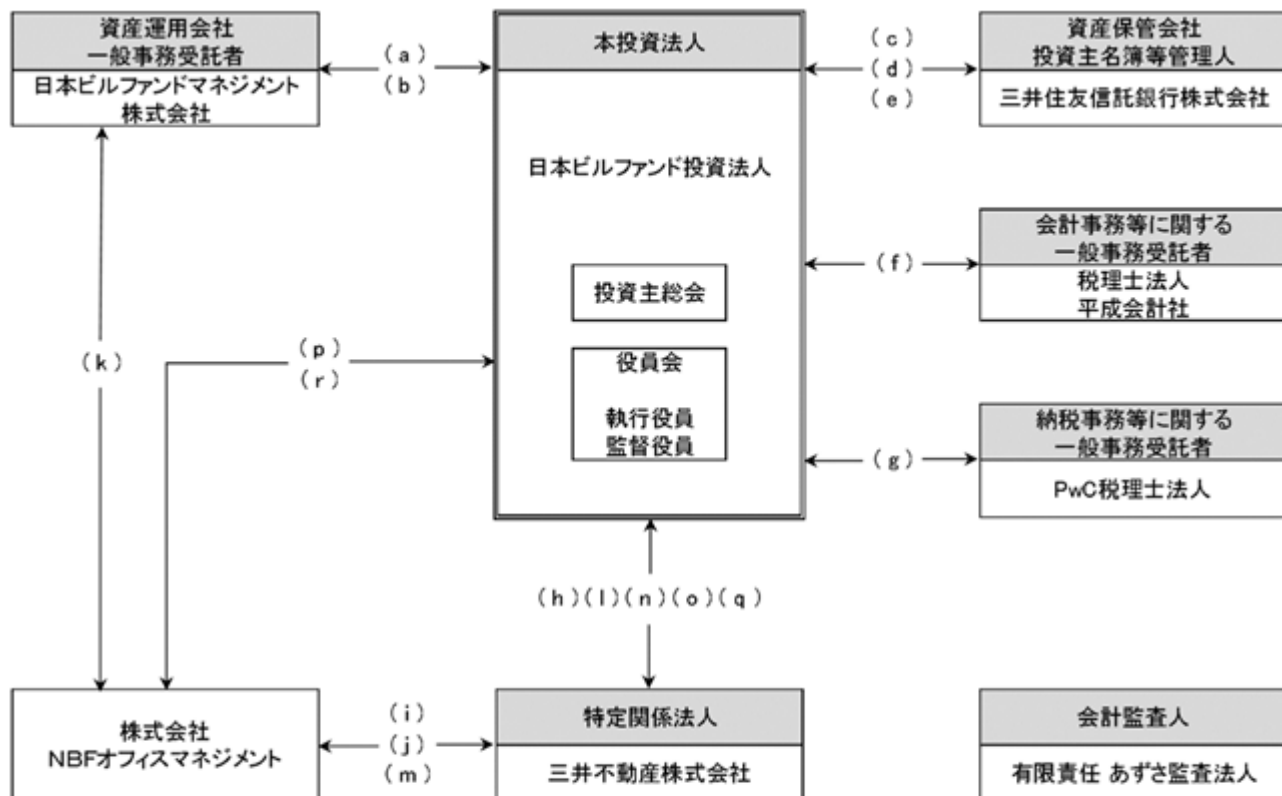 資産運用会社
一般事務受託者
日本ビルファンドマネジメント
株式会社
(a)
(b)
本投資法人
日本ビルファンド投資法人
投資主総会
役員会
執行役員
監督役員
(c)
(d)
(e)
資産保管会社
投資主名簿等管理人
三井住友信託銀行株式会社
(f)
会計事務等に関する
一般事務受託者
税理士法人
平成会計社
(g)
納税事務等に関する
一般事務受託者
PwC税理士法人
(k)
(p)
(r)
(h)(l)(n)(o)(q)
株式会社
NBFオフィスマネジメント
(i)
(j)
(m)
特定関係法人
三井不動産株式会社
会計監査人
有限責任 あずさ監査法人